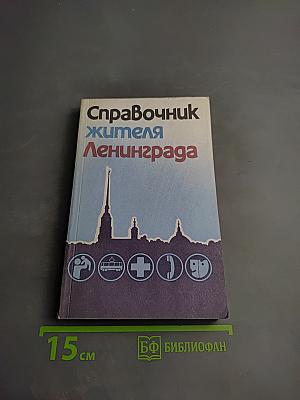 Справочник
жителя
Ленинграда
15 см
БФ БИБЛИОФАН